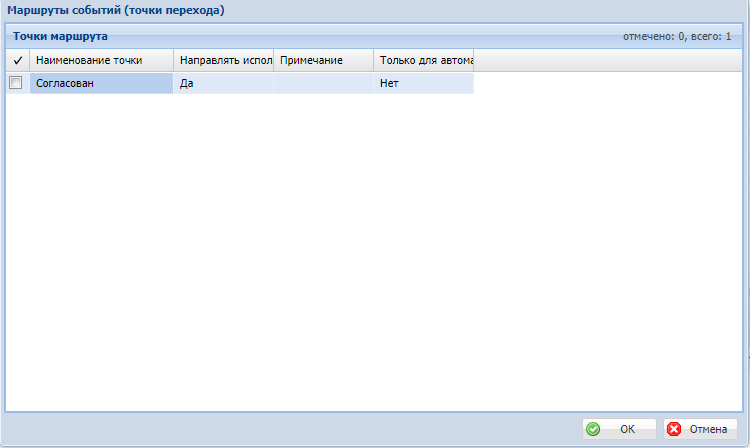 Маршруты событий (точки перехода)
Точки маршрута отмечено: 0, всего: 1
✓ Наименование точки Направлять испол Примечание Только для автома
Согласован Да Нет
ОК Отмена